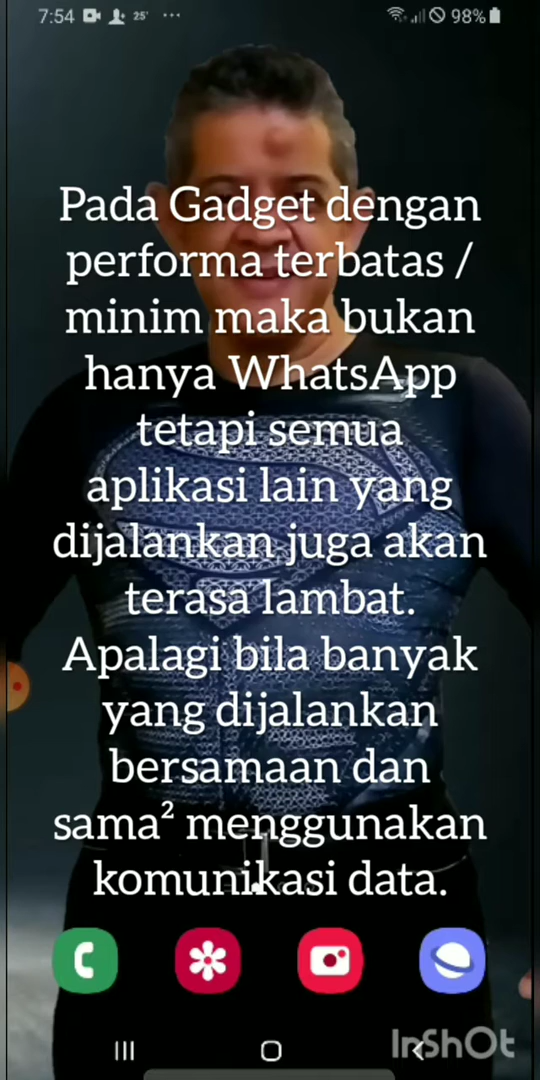 7:54 25' ... 98%
Pada Gadget dengan
performa terbatas /
minim maka bukan
hanya WhatsApp
tetapi semua
aplikasi lain yang
dijalankan juga akan
terasa lambat.
Apalagi bila banyak
yang dijalankan
bersamaan dan
sama² menggunakan
komunikasi data.
InShOt